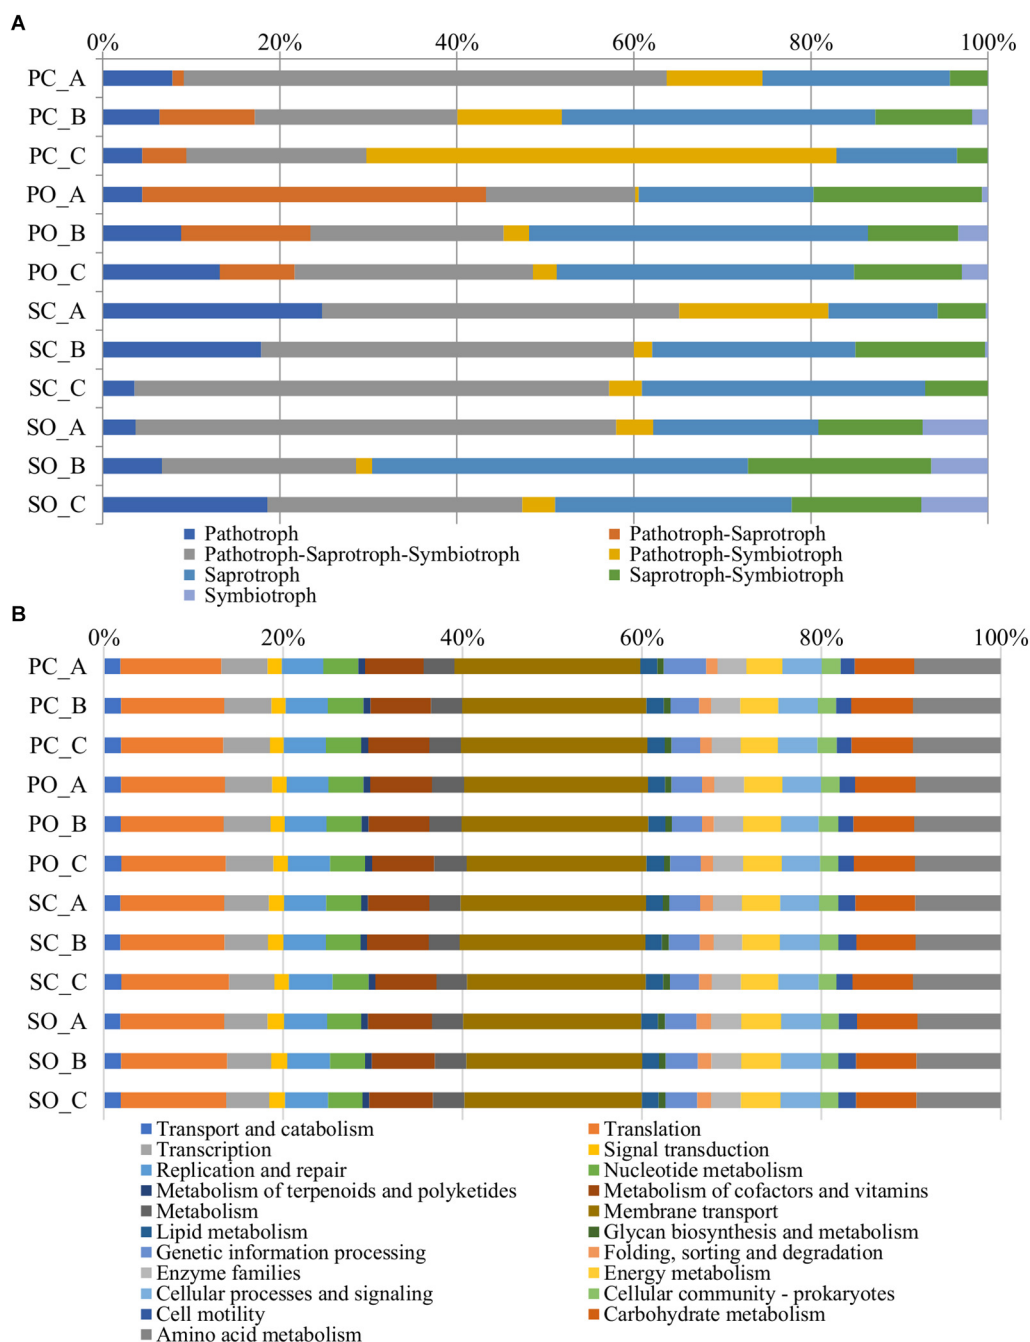 A
0% 20% 40% 60% 80% 100%
PC_A
PC_B
PC_C
PO_A
PO_B
PO_C
SC_A
SC_B
SC_C
SO_A
SO_B
SO_C
Pathotroph Pathotroph-Saprotroph
Pathotroph-Saprotroph-Symbiotroph Pathotroph-Symbiotroph
Saprotroph Saprotroph-Symbiotroph
Symbiotroph
B
0% 20% 40% 60% 80% 100%
PC_A
PC_B
PC_C
PO_A
PO_B
PO_C
SC_A
SC_B
SC_C
SO_A
SO_B
SO_C
Transport and catabolism Translation
Transcription Signal transduction
Replication and repair Nucleotide metabolism
Metabolism of terpenoids and polyketides Metabolism of cofactors and vitamins
Metabolism Membrane transport
Lipid metabolism Glycan biosynthesis and metabolism
Genetic information processing Folding, sorting and degradation
Enzyme families Energy metabolism
Cellular processes and signaling Cellular community - prokaryotes
Cell motility Carbohydrate metabolism
Amino acid metabolism